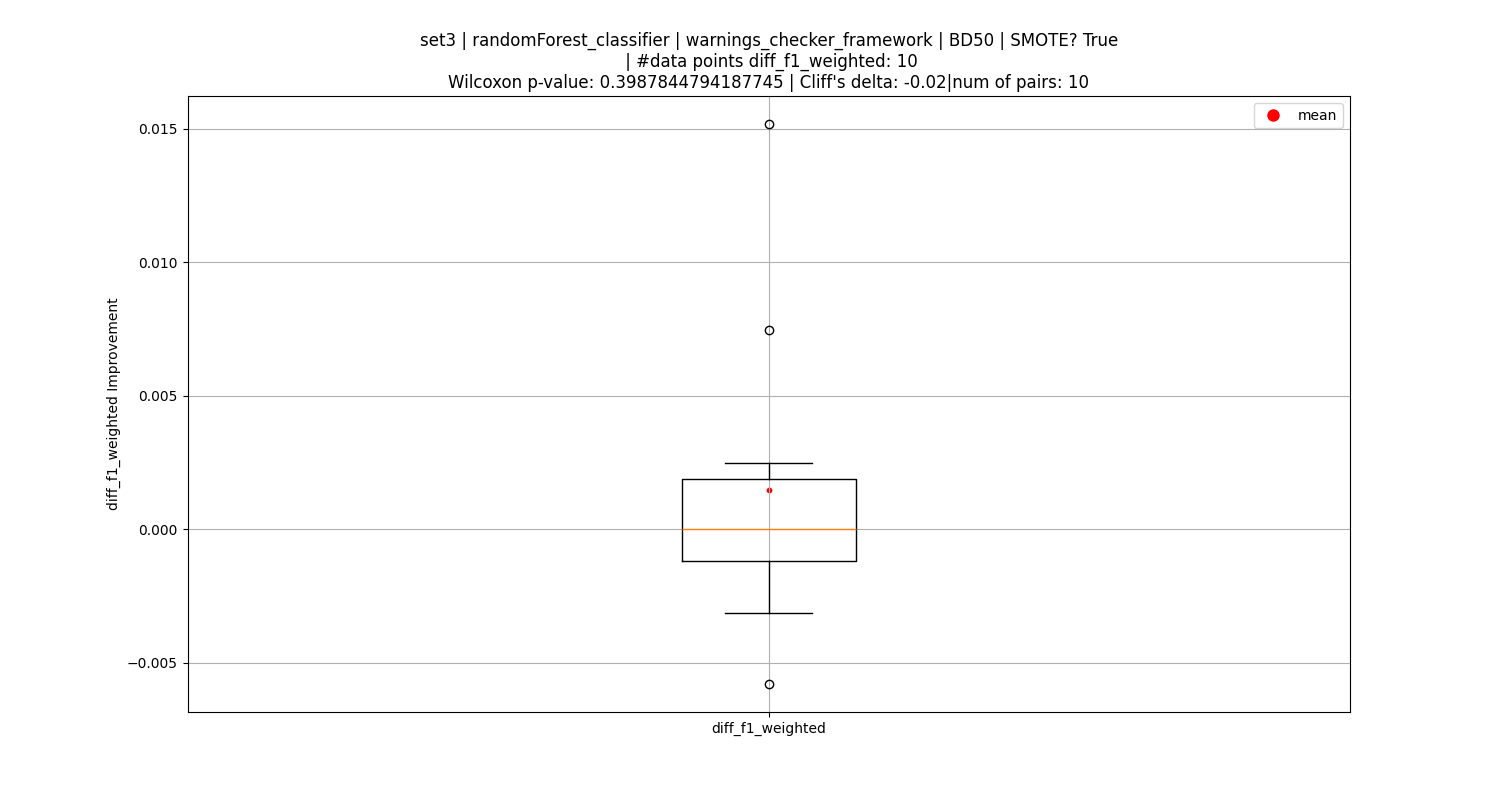 set3 | randomForest_classifier | warnings_checker_framework | BD50 | SMOTE? True
| #data points diff_f1_weighted: 10
Wilcoxon p-value: 0.3987844794187745 | Cliff's delta: -0.02|num of pairs: 10
mean
0.015
0.010
0.005
0.000
−0.005
diff_f1_weighted Improvement
diff_f1_weighted